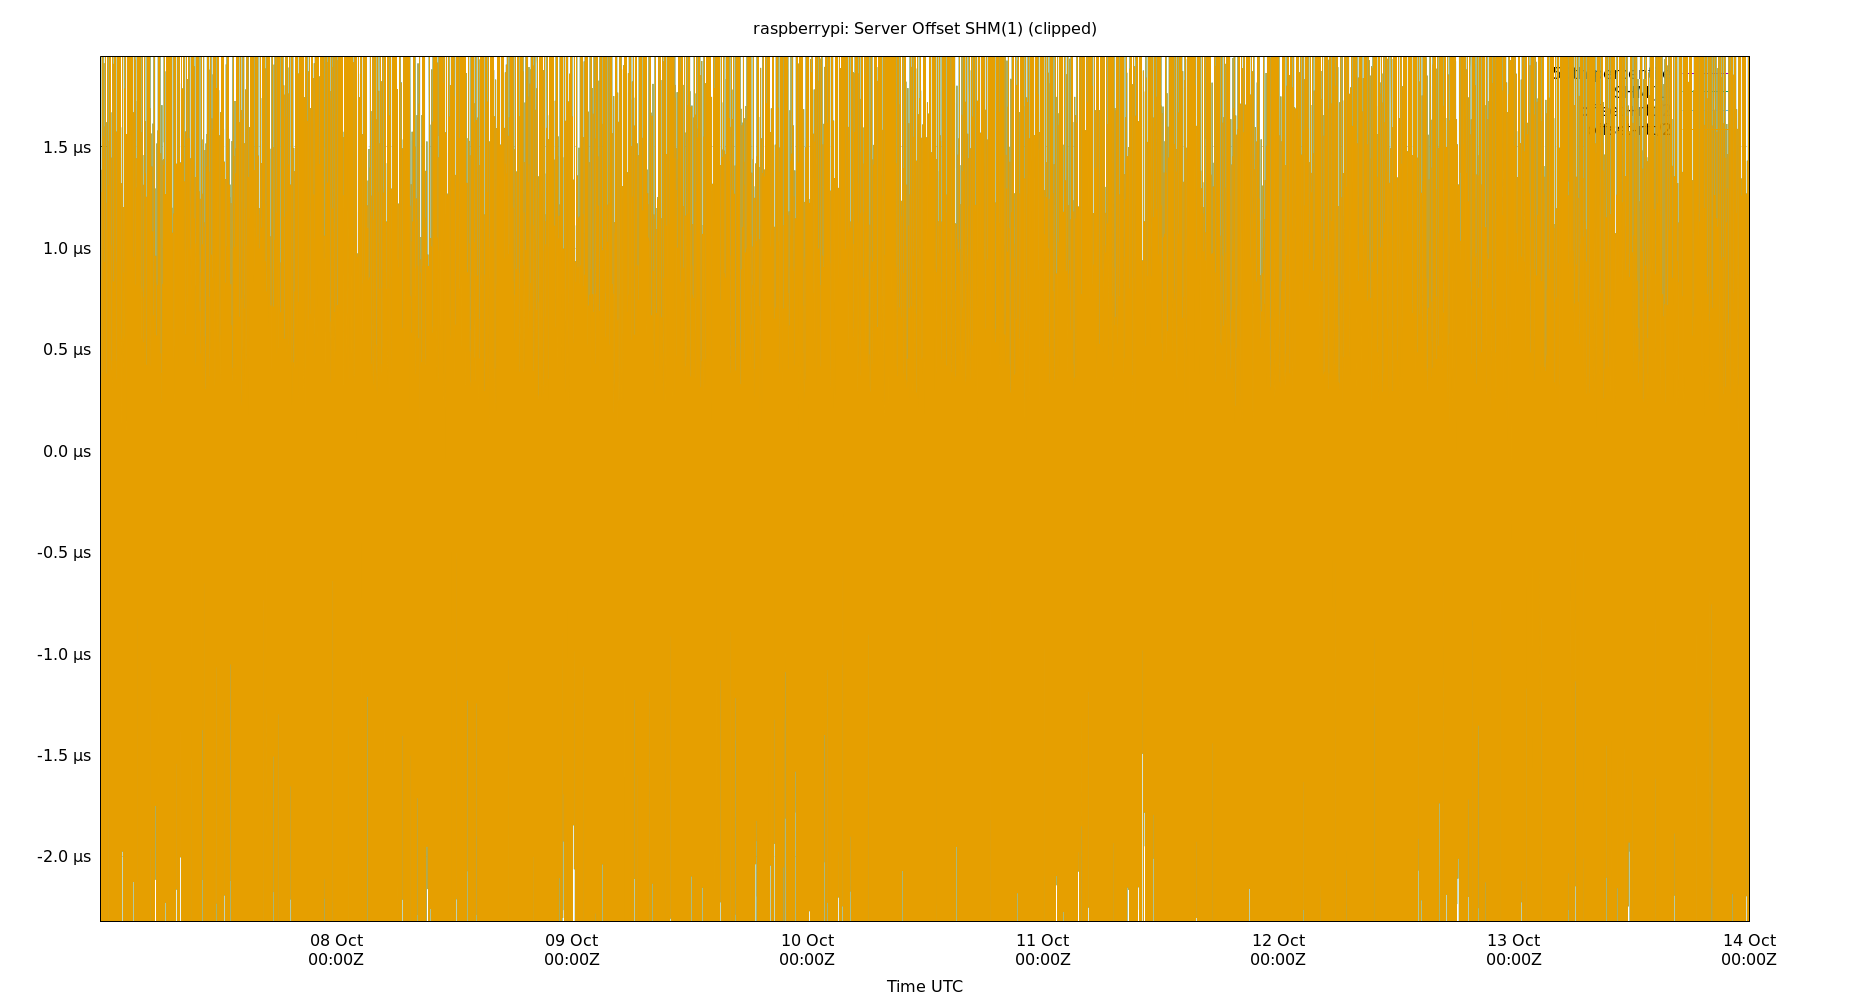 raspberrypi: Server Offset SHM(1) (clipped)
1.5 μs
1.0 μs
0.5 μs
0.0 μs
-0.5 μs
-1.0 μs
-1.5 μs
-2.0 μs
08 Oct 09 Oct 10 Oct 11 Oct 12 Oct 13 Oct 14 Oct
00:00Z 00:00Z 00:00Z 00:00Z 00:00Z 00:00Z 00:00Z
Time UTC